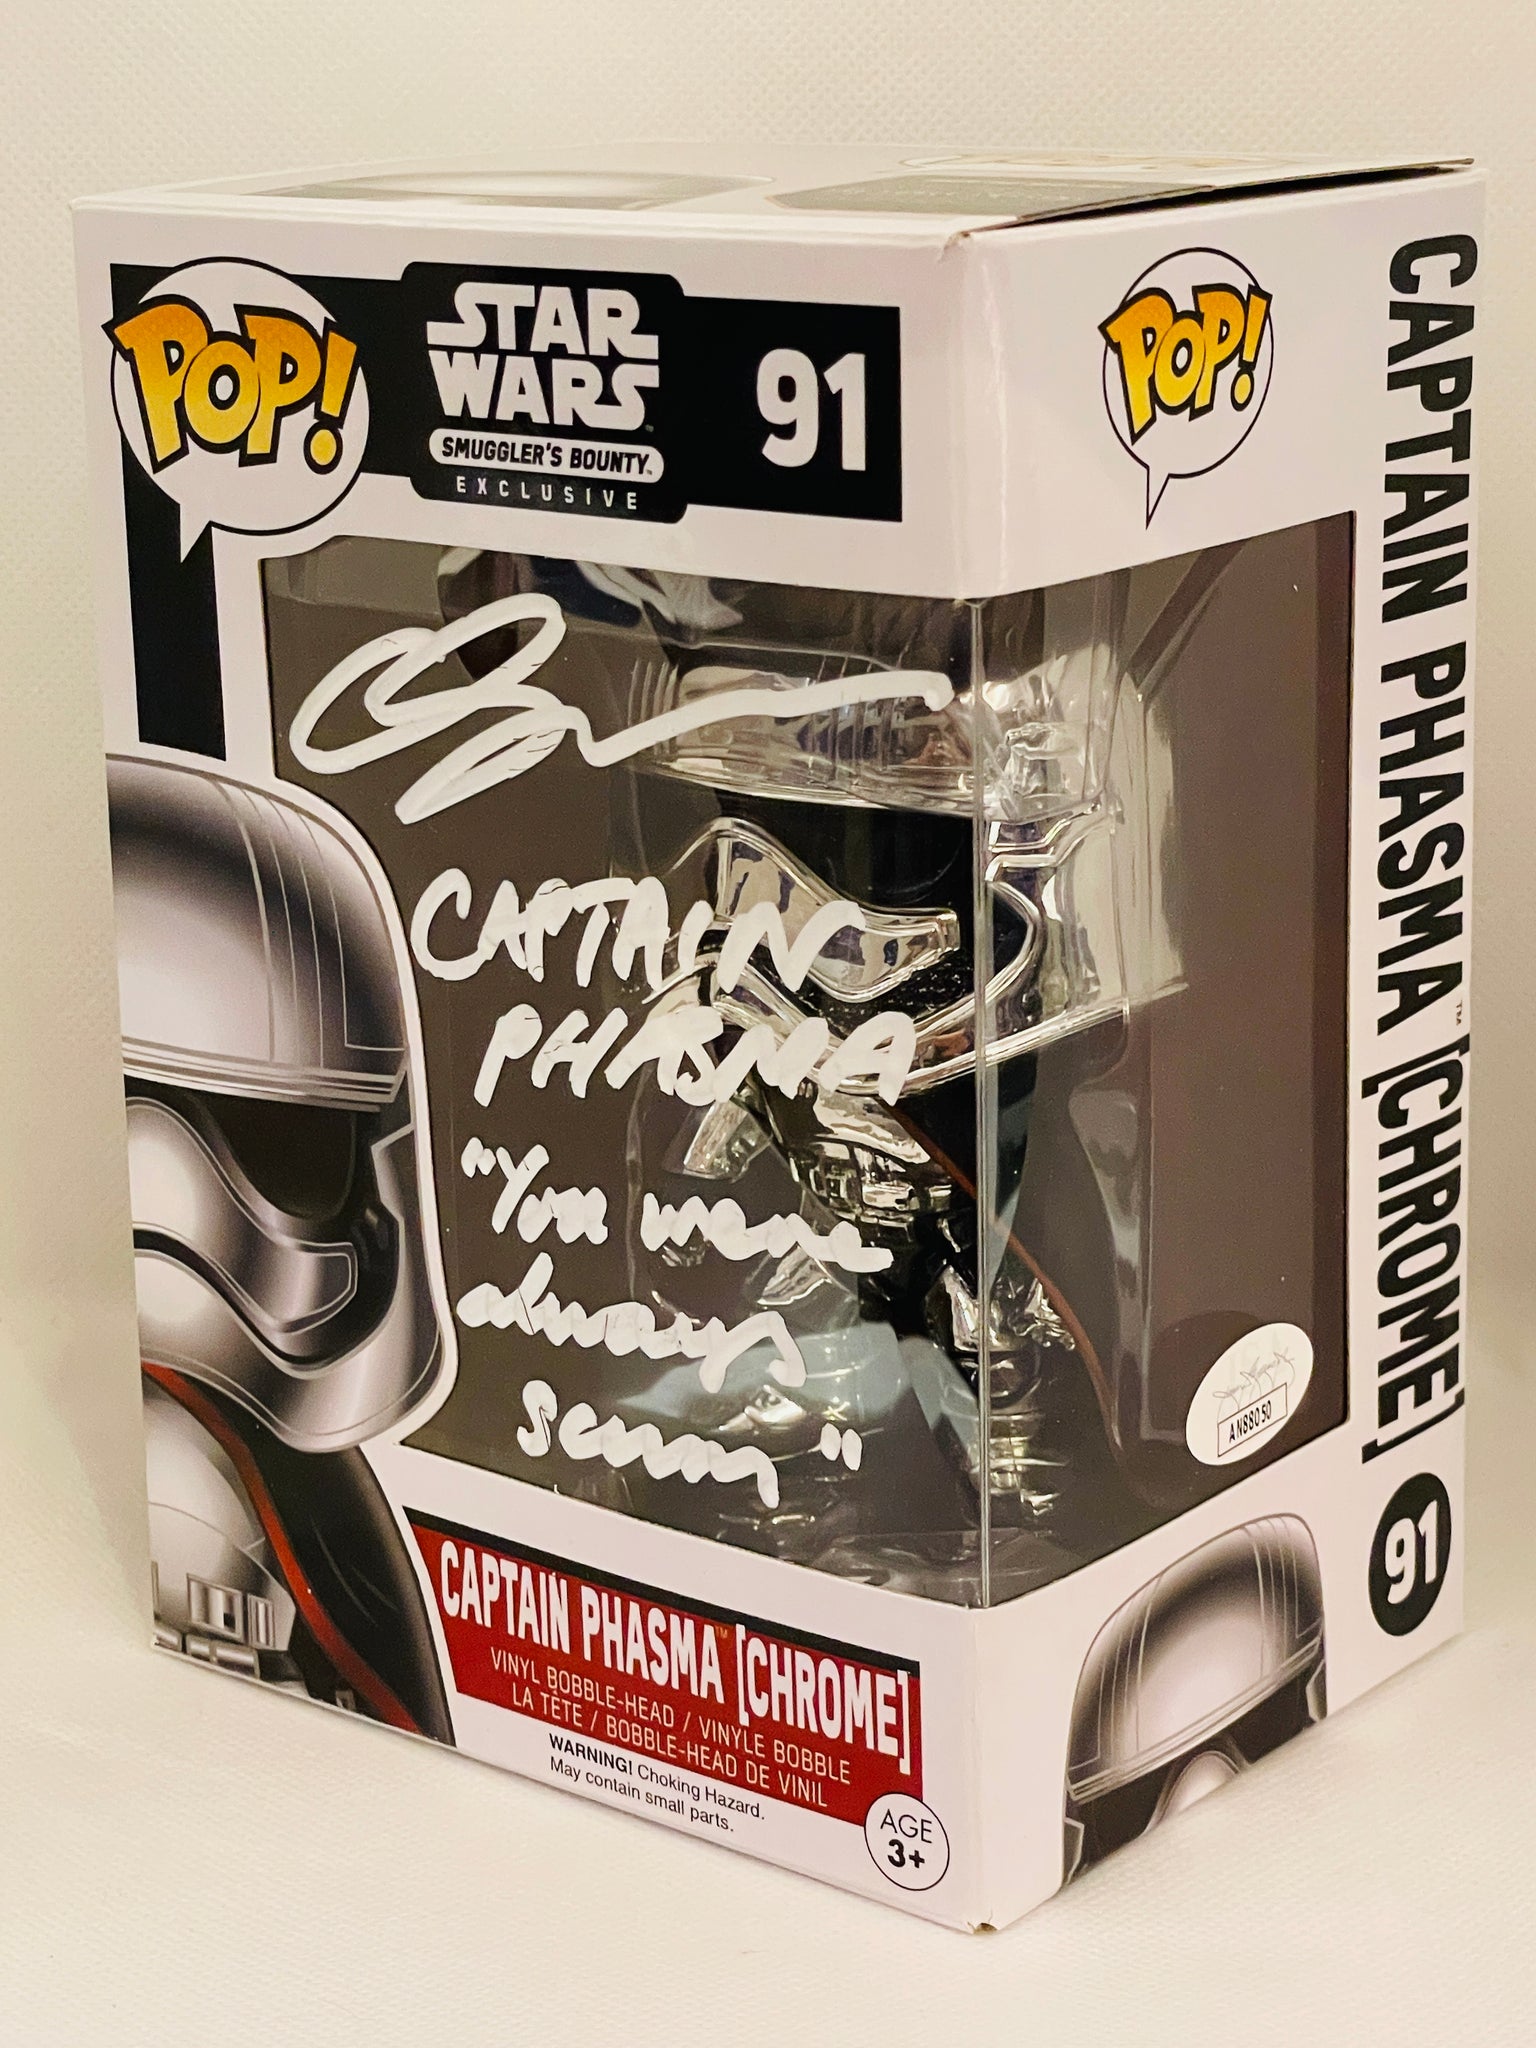 POP!
STAR
WARS
SMUGGLER'S BOUNTY
EXCLUSIVE
91
CAPTAIN
PHASMA
"You were
always
scum"
CAPTAIN PHASMA™ [CHROME]
VINYL BOBBLE-HEAD / VINYLE BOBBLE
LA TÊTE / BOBBLE-HEAD DE VINIL
WARNING! Choking Hazard.
May contain small parts.
AGE
3+
POP!
CAPTAIN PHASMA™ [CHROME]
91
AN88050